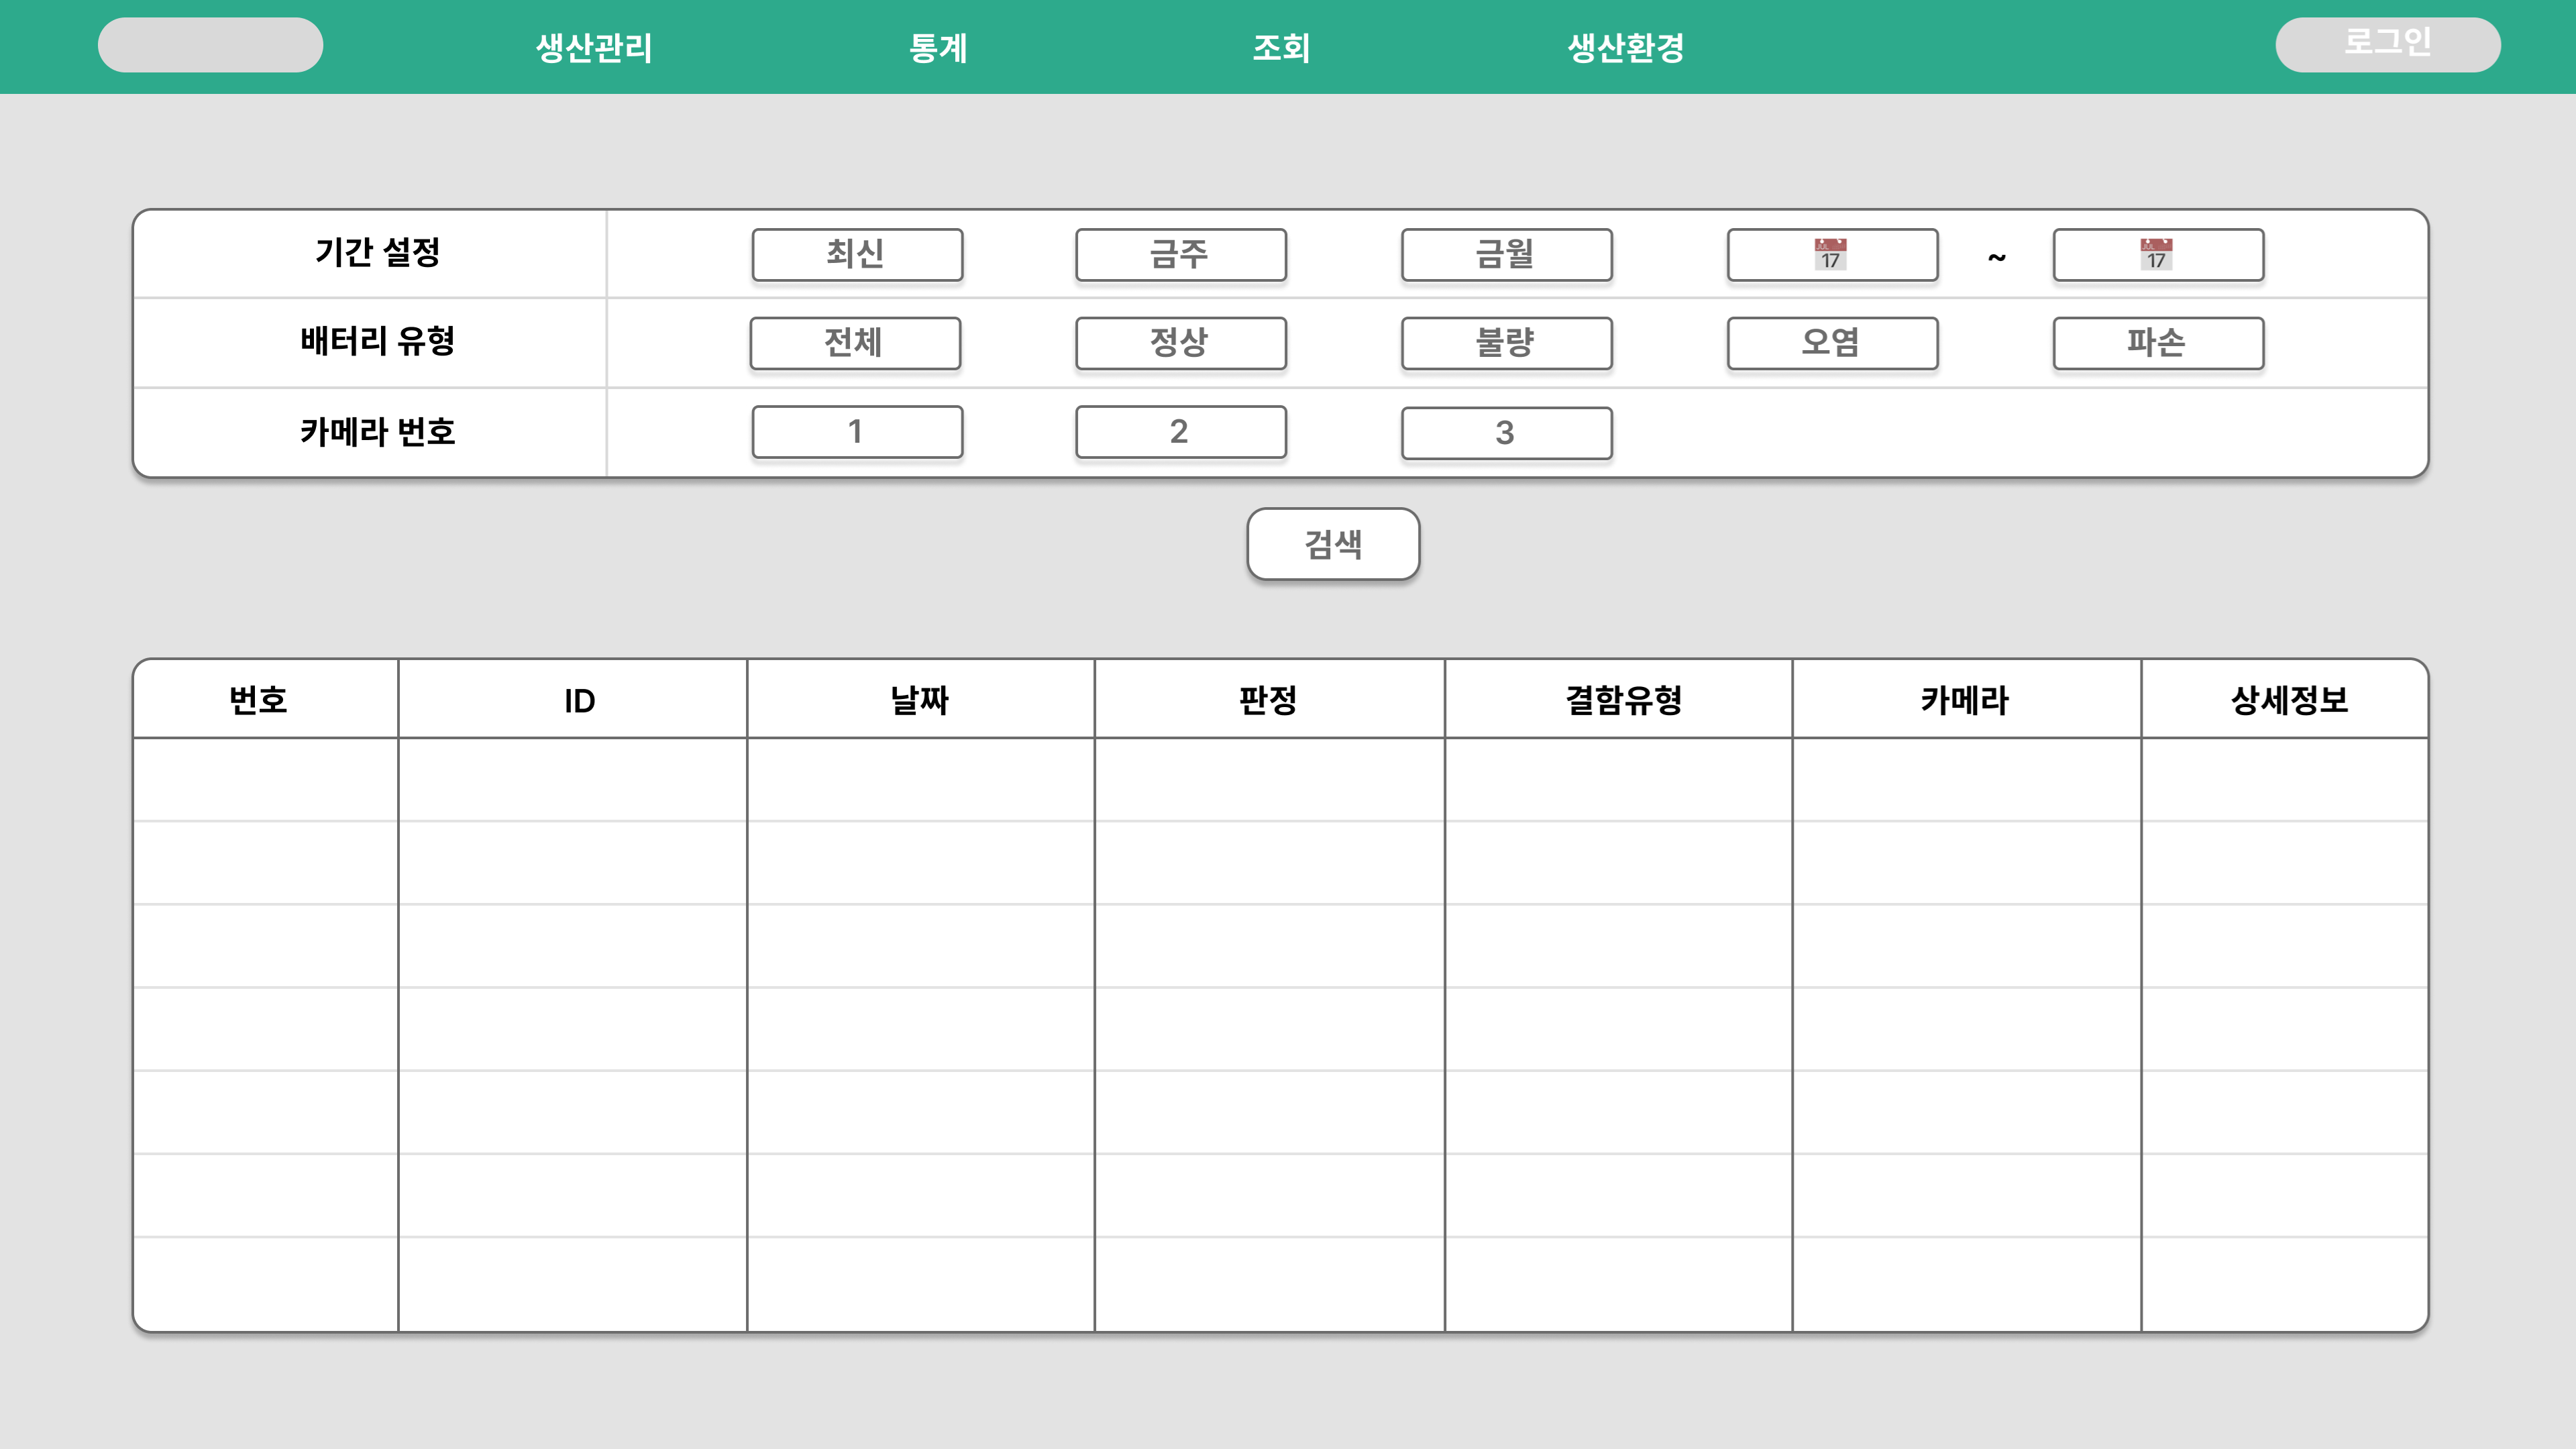 생산관리 통계 조회 생산환경 로그인
기간 설정 최신 금주 금월 17 ~ 17
배터리 유형 전체 정상 불량 오염 파손
카메라 번호 1 2 3
검색
번호 ID 날짜 판정 결함유형 카메라 상세정보